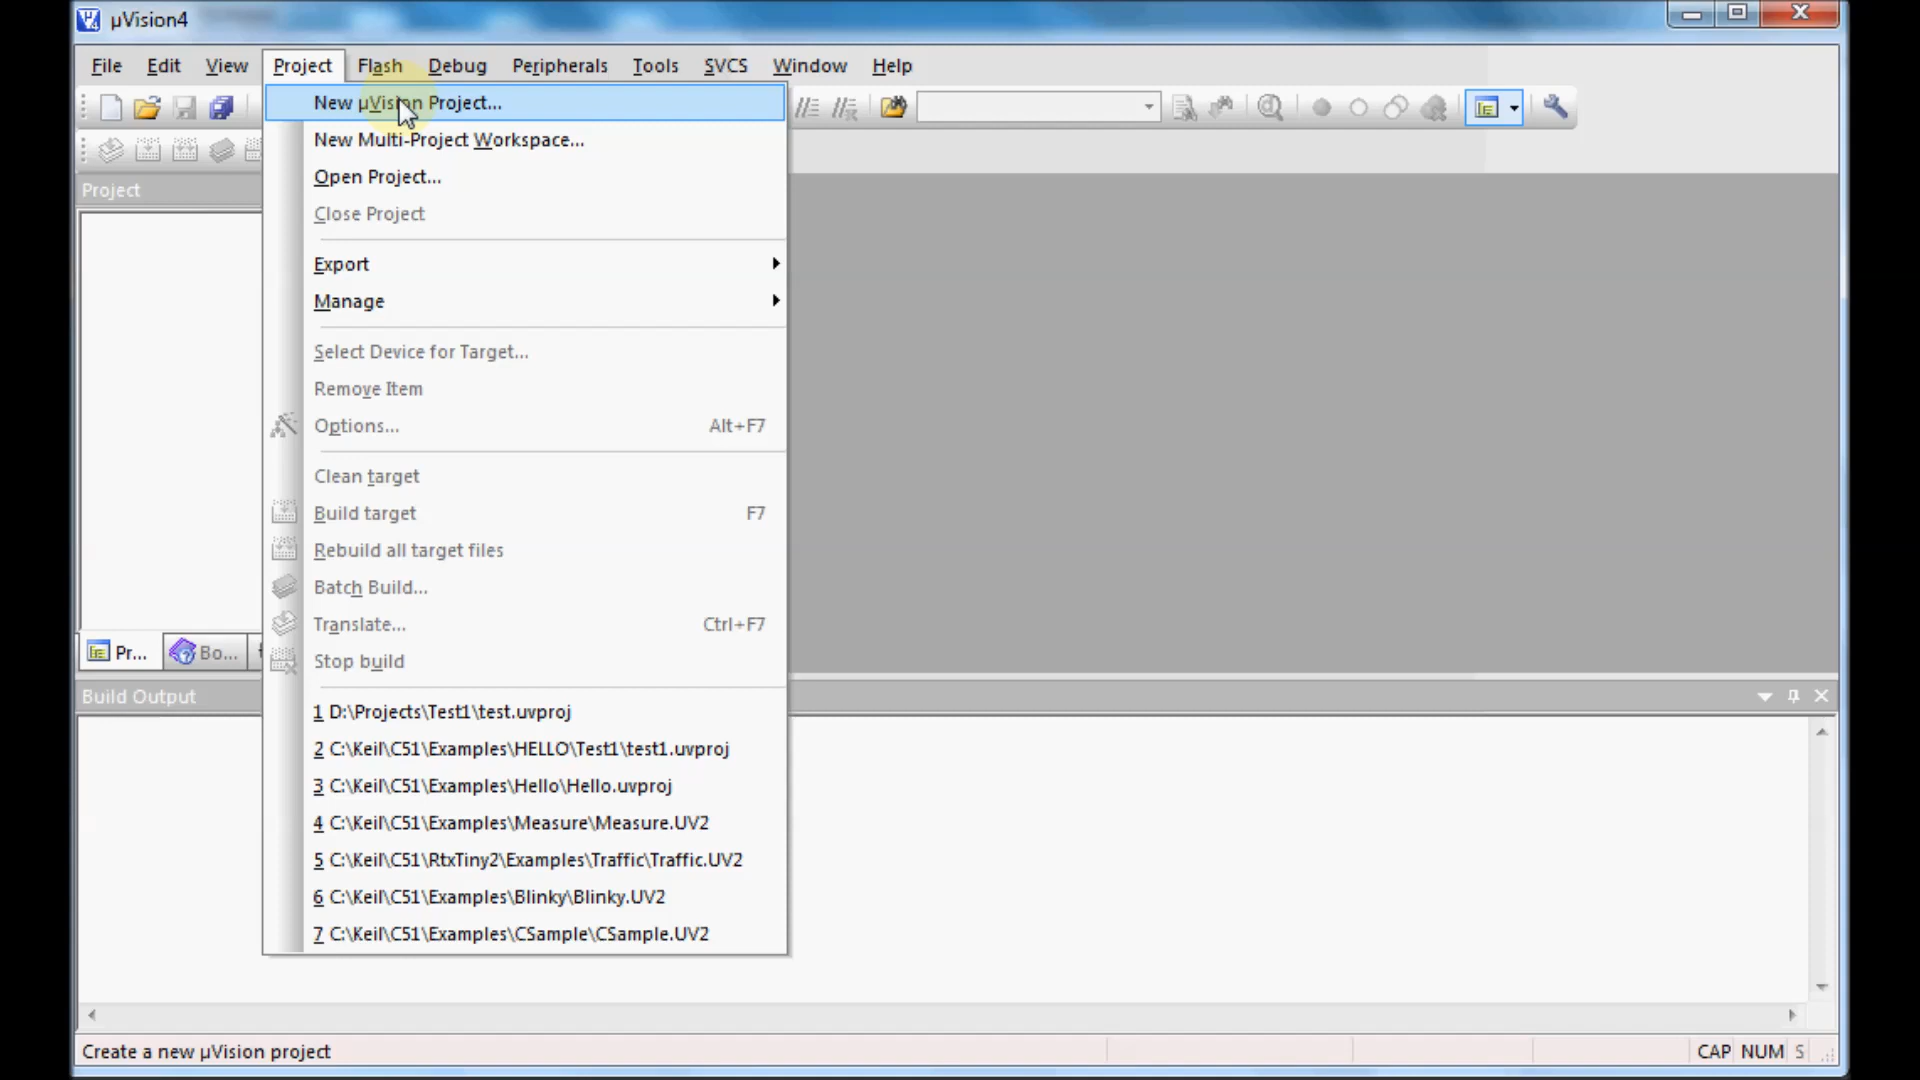 µVision4
File Edit View Project Flash Debug Peripherals Tools SVCS Window Help
New µVision Project...
New Multi-Project Workspace...
Open Project...
Close Project
Export
Manage
Select Device for Target...
Remove Item
Options... Alt+F7
Clean target
Build target F7
Rebuild all target files
Batch Build...
Translate... Ctrl+F7
Stop build
1 D:\Projects\Test1\test.uvproj
2 C:\Keil\C51\Examples\HELLO\Test1\test1.uvproj
3 C:\Keil\C51\Examples\Hello\Hello.uvproj
4 C:\Keil\C51\Examples\Measure\Measure.UV2
5 C:\Keil\C51\RtxTiny2\Examples\Traffic\Traffic.UV2
6 C:\Keil\C51\Examples\Blinky\Blinky.UV2
7 C:\Keil\C51\Examples\CSample\CSample.UV2
Project
Pr... Bo...
Build Output
Create a new µVision project CAP NUM S